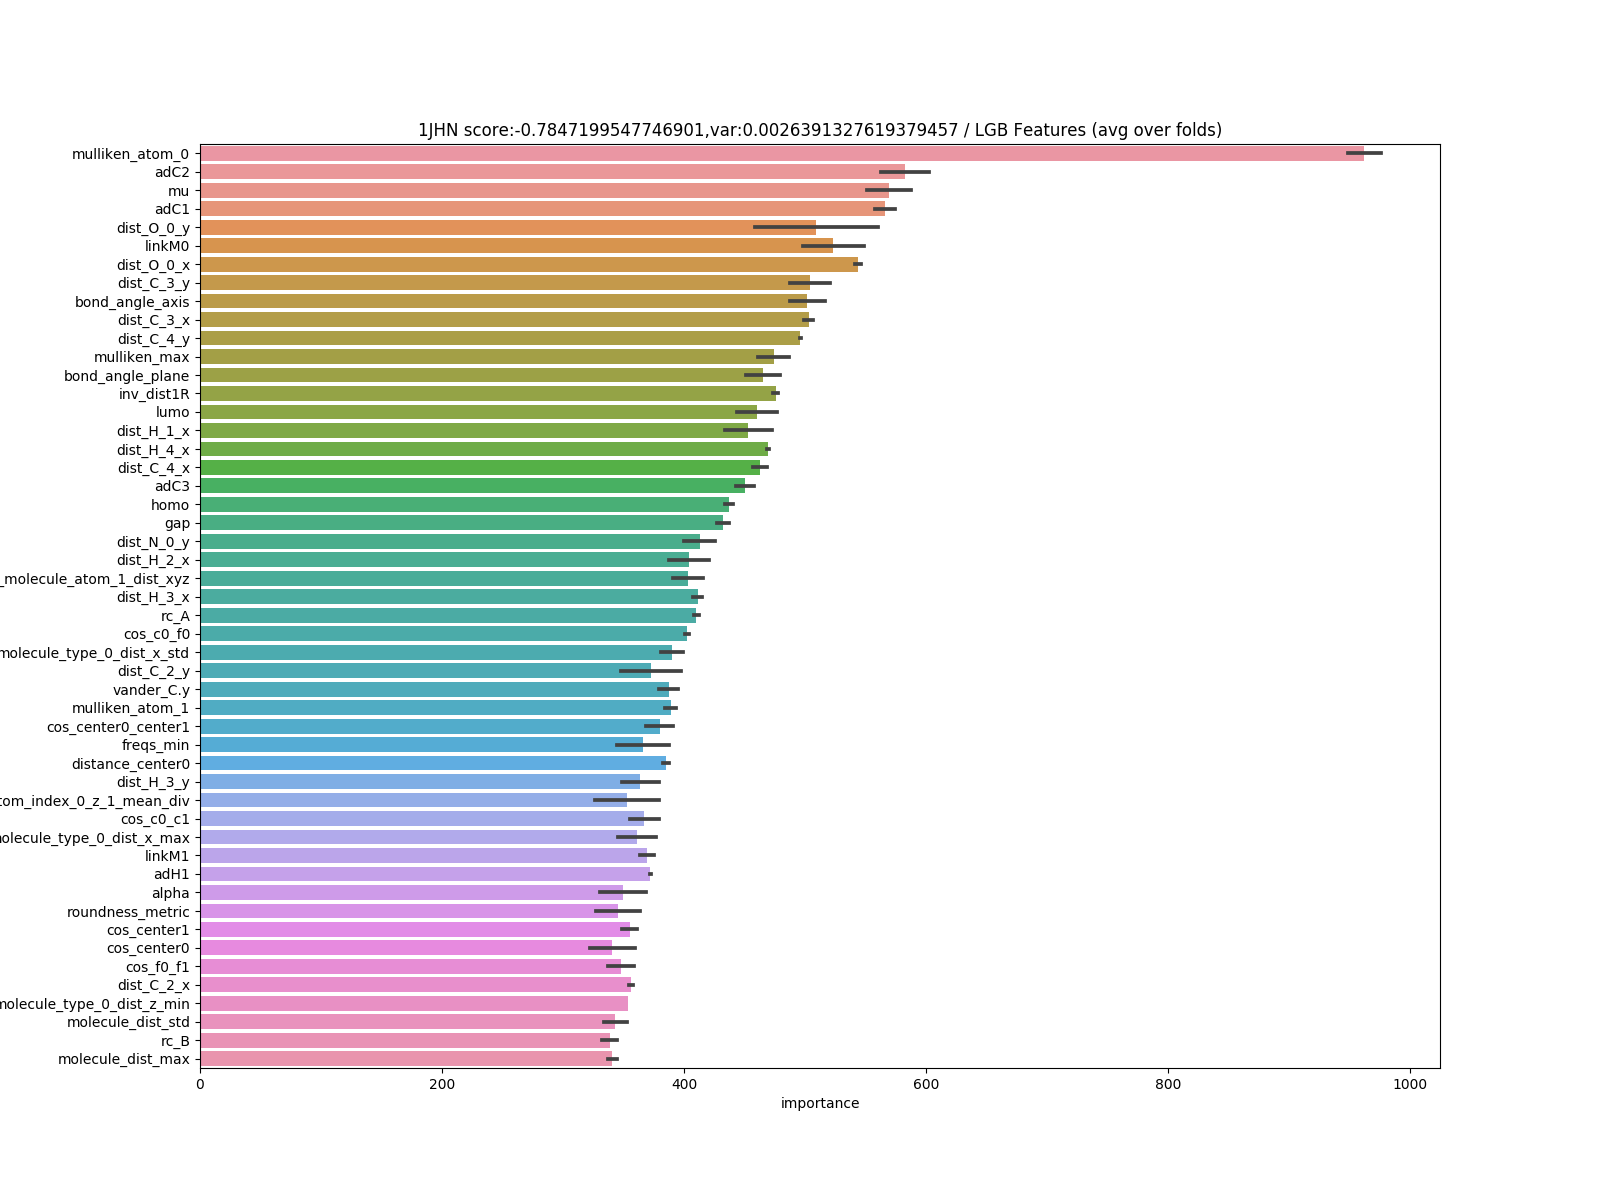 1JHN score:-0.7847199547746901,var:0.0026391327619379457 / LGB Features (avg over folds)
mulliken_atom_0
adC2
mu
adC1
dist_O_0_y
linkM0
dist_O_0_x
dist_C_3_y
bond_angle_axis
dist_C_3_x
dist_C_4_y
mulliken_max
bond_angle_plane
inv_dist1R
lumo
dist_H_1_x
dist_H_4_x
dist_C_4_x
adC3
homo
gap
dist_N_0_y
dist_H_2_x
_molecule_atom_1_dist_xyz
dist_H_3_x
rc_A
cos_c0_f0
molecule_type_0_dist_x_std
dist_C_2_y
vander_C.y
mulliken_atom_1
cos_center0_center1
freqs_min
distance_center0
dist_H_3_y
tom_index_0_z_1_mean_div
cos_c0_c1
molecule_type_0_dist_x_max
linkM1
adH1
alpha
roundness_metric
cos_center1
cos_center0
cos_f0_f1
dist_C_2_x
molecule_type_0_dist_z_min
molecule_dist_std
rc_B
molecule_dist_max
0 200 400 600 800 1000
importance